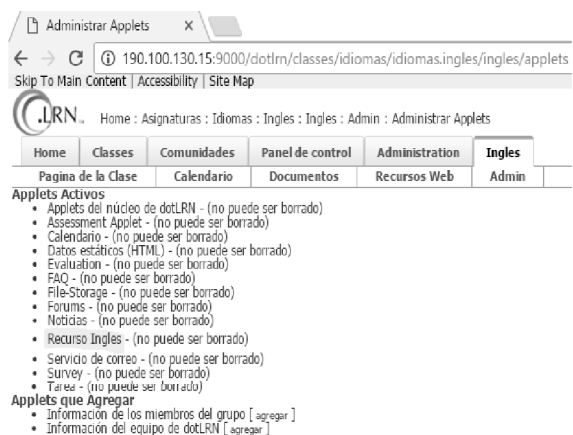 Administrar Applets
190.100.130.15:9000/dotlrn/classes/idiomas/idiomas.ingles/ingles/applets
Skip To Main Content | Accessibility | Site Map
.LRN Home : Asignaturas : Idiomas : Ingles : Ingles : Admin : Administrar Applets
Home Classes Comunidades Panel de control Administration Ingles
Pagina de la Clase Calendario Documentos Recursos Web Admin
Applets Activos
• Applets del núcleo de dotLRN - (no puede ser borrado)
• Assessment Applet - (no puede ser borrado)
• Calendario - (no puede ser borrado)
• Datos estáticos (HTML) - (no puede ser borrado)
• Evaluation - (no puede ser borrado)
• FAQ - (no puede ser borrado)
• File-Storage - (no puede ser borrado)
• Forums - (no puede ser borrado)
• Noticias - (no puede ser borrado)
• Recurso Ingles - (no puede ser borrado)
• Servicio de correo - (no puede ser borrado)
• Survey - (no puede ser borrado)
• Tarea - (no puede ser borrado)
Applets que Agregar
• Información de los miembros del grupo [ agregar ]
• Información del equipo de dotLRN [ agregar ]